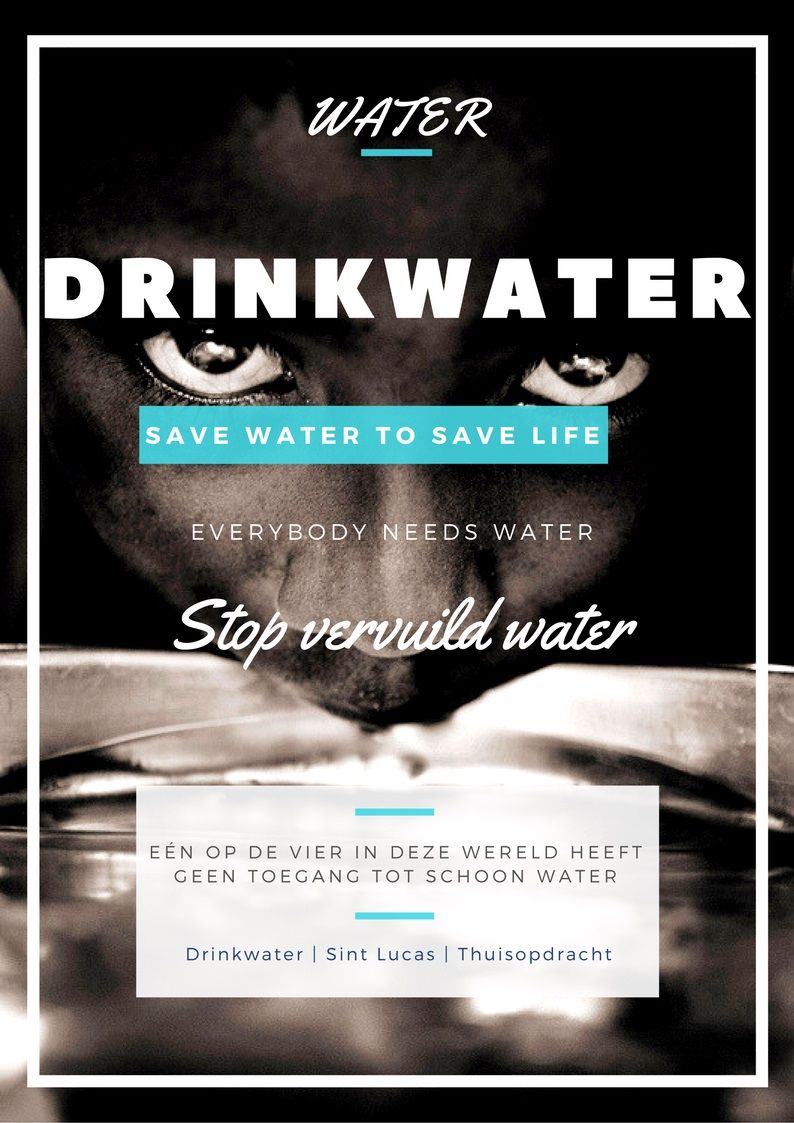 WATER
DRINKWATER
SAVE WATER TO SAVE LIFE
EVERYBODY NEEDS WATER
Stop vervuild water
EÉN OP DE VIER IN DEZE WERELD HEEFT
GEEN TOEGANG TOT SCHOON WATER
Drinkwater | Sint Lucas | Thuisopdracht